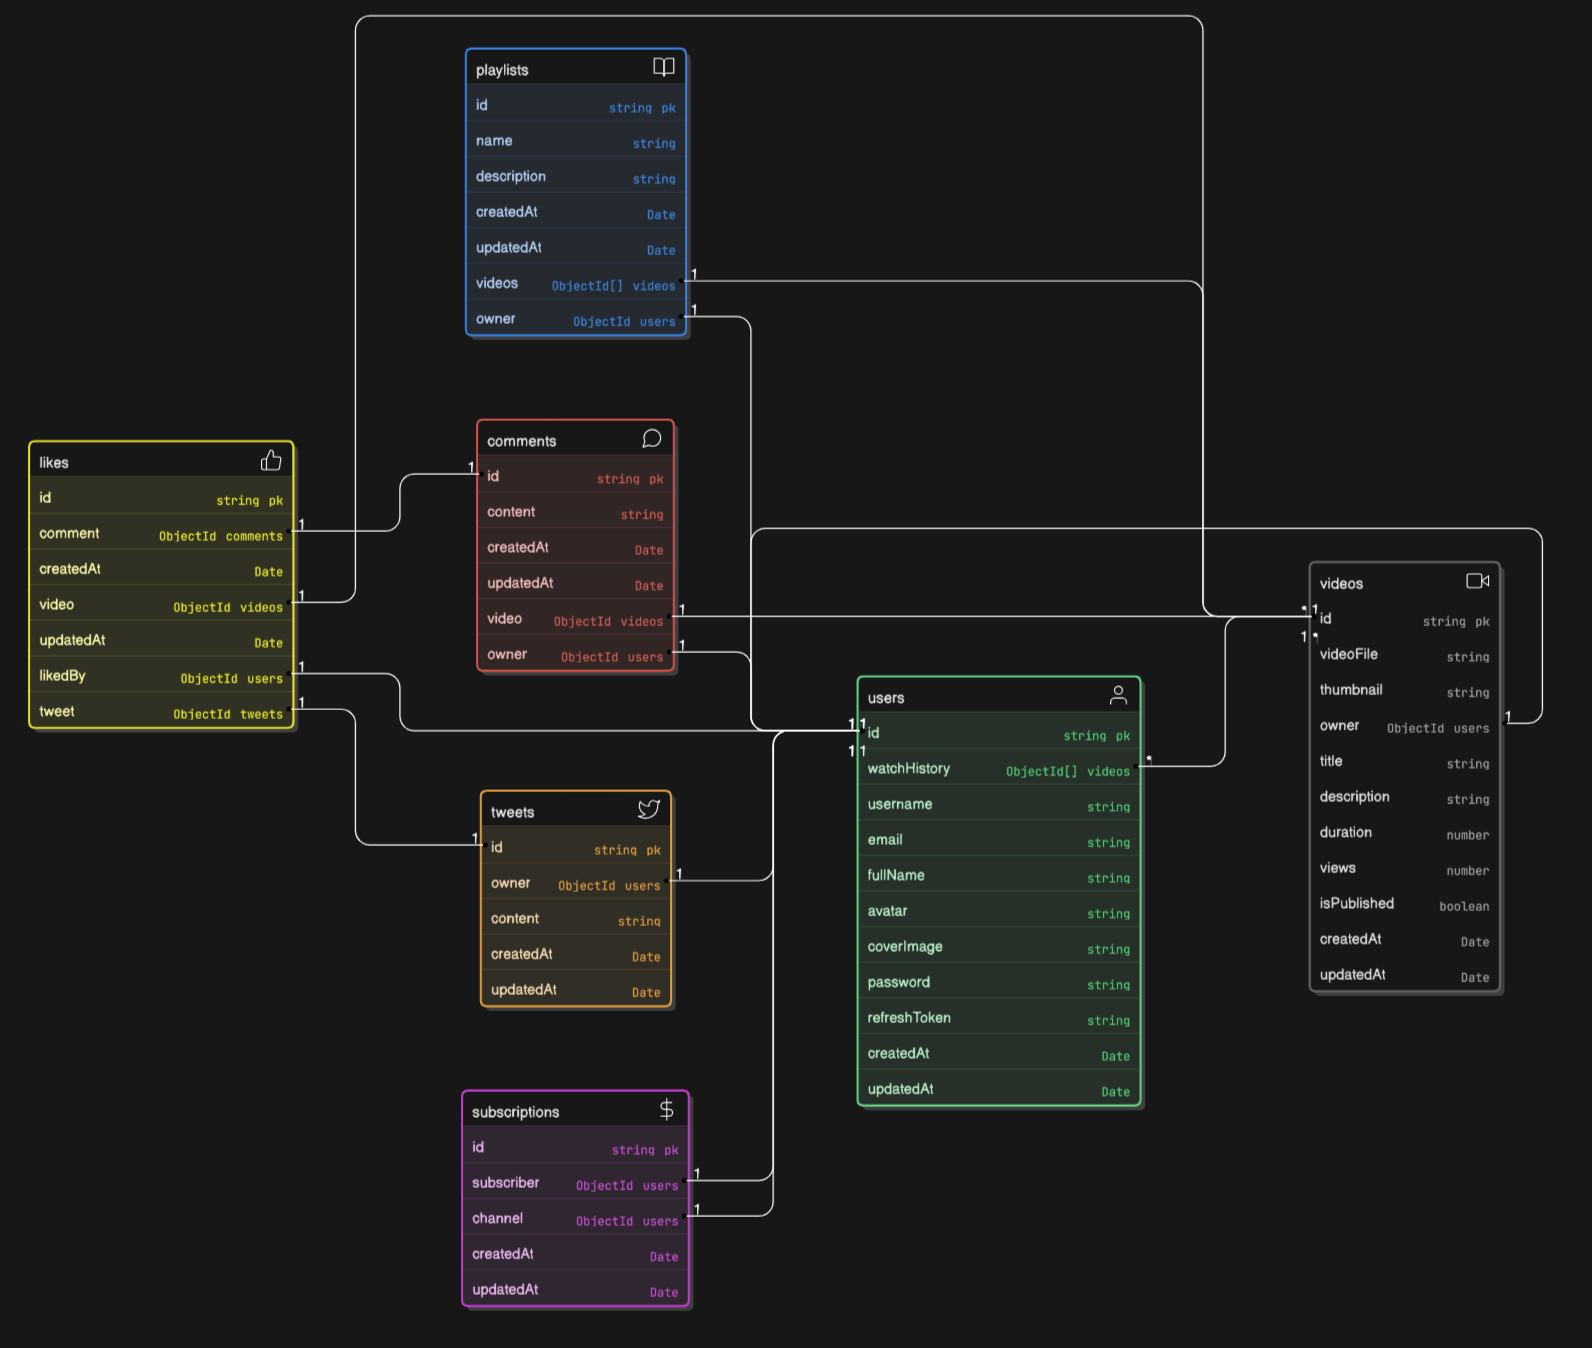 playlists
id string pk
name string
description string
createdAt Date
updatedAt Date
videos ObjectId[] videos 1
owner ObjectId users 1
likes
id string pk
comment ObjectId comments 1
createdAt Date
video ObjectId videos 1
updatedAt Date
likedBy ObjectId users 1
tweet ObjectId tweets 1
comments
1 id string pk
content string
createdAt Date
updatedAt Date
video ObjectId videos 1
owner ObjectId users 1
tweets
1 id string pk
owner ObjectId users 1
content string
createdAt Date
updatedAt Date
subscriptions
id string pk
subscriber ObjectId users 1
channel ObjectId users 1
createdAt Date
updatedAt Date
users
1 1
id string pk
1 1
watchHistory ObjectId[] videos *
username string
email string
fullName string
avatar string
coverImage string
password string
refreshToken string
createdAt Date
updatedAt Date
videos
* 1
id string pk
1 *
videoFile string
thumbnail string
owner ObjectId users 1
title string
description string
duration number
views number
isPublished boolean
createdAt Date
updatedAt Date